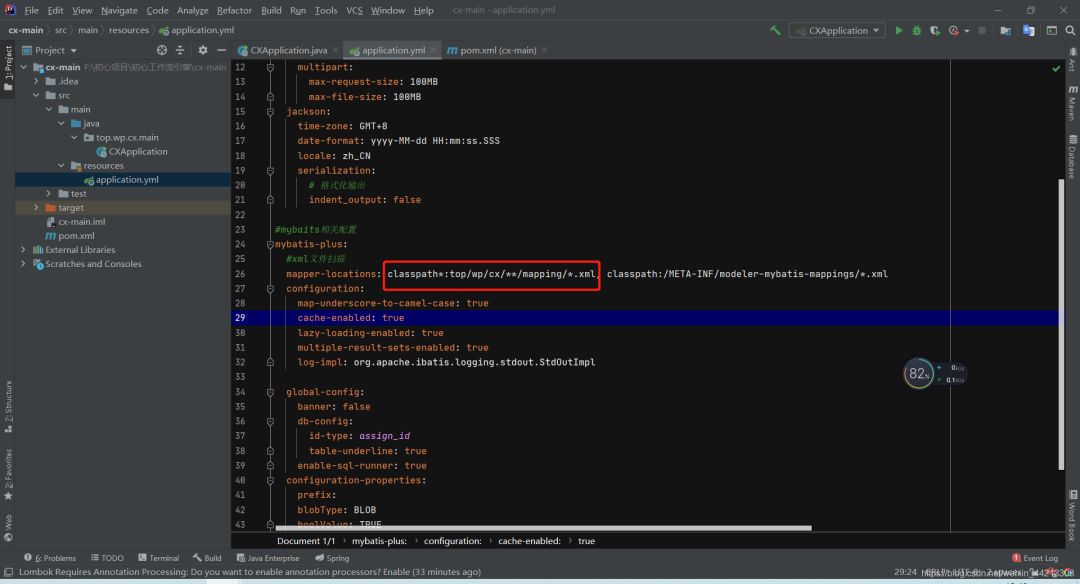 File Edit View Navigate Code Analyze Refactor Build Run Tools VCS Window Help cx-main - application.yml
cx-main src main resources application.yml
CXApplication
Project
CXApplication.java application.yml pom.xml (cx-main)
1: Project
cx-main F:\初心项目\初心工作流引擎\cx-main
.idea
src
main
java
top.wp.cx.main
CXApplication
resources
application.yml
test
target
cx-main.iml
pom.xml
External Libraries
Scratches and Consoles
12 multipart:
13 max-request-size: 100MB
14 max-file-size: 100MB
15 jackson:
16 time-zone: GMT+8
17 date-format: yyyy-MM-dd HH:mm:ss.SSS
18 locale: zh_CN
19 serialization:
20 # 格式化输出
21 indent_output: false
22
23 #mybaits相关配置
24 mybatis-plus:
25 #xml文件扫描
26 mapper-locations: classpath*:top/wp/cx/**/mapping/*.xml, classpath:/META-INF/modeler-mybatis-mappings/*.xml
27 configuration:
28 map-underscore-to-camel-case: true
29 cache-enabled: true
30 lazy-loading-enabled: true
31 multiple-result-sets-enabled: true
32 log-impl: org.apache.ibatis.logging.stdout.StdOutImpl
33
34 global-config:
35 banner: false
36 db-config:
37 id-type: assign_id
38 table-underline: true
39 enable-sql-runner: true
40 configuration-properties:
41 prefix:
42 blobType: BLOB
43 boolValue: TRUE
Document 1/1 mybatis-plus: configuration: cache-enabled: true
Ant
Maven
Database
Word Book
82%
0K/s
0.1K/s
7: Structure
2: Favorites
Web
6: Problems TODO Terminal Build Java Enterprise Spring
1 Event Log
Lombok Requires Annotation Processing: Do you want to enable annotation processors? Enable (33 minutes ago)
29:24